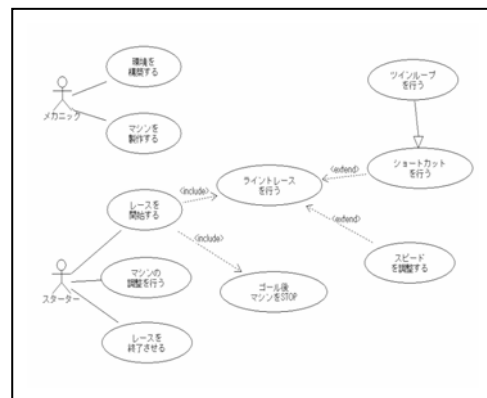 環境を
構築する
メカニック
マシンを
製作する
ツインループ
を行う
<extend>
ショートカット
を行う
ライントレース
を行う
<include>
レースを
開始する
<extend>
<include>
スピード
を調整する
スターター
マシンの
調整を行う
ゴール後
マシンをSTOP
レースを
終了させる